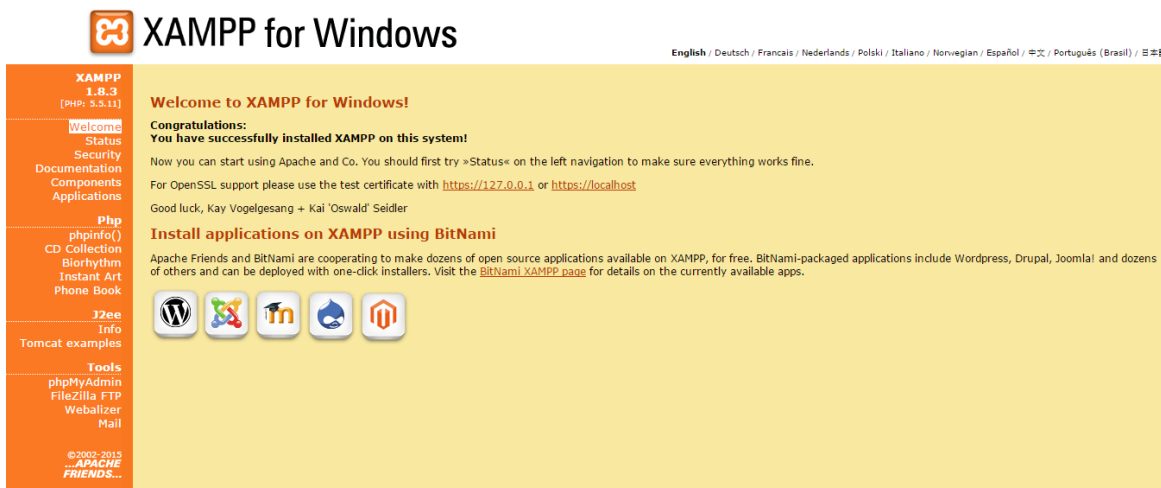 XAMPP for Windows
English / Deutsch / Francais / Nederlands / Polski / Italiano / Norwegian / Español / 中文 / Português (Brasil) / 日本
XAMPP
1.8.3
[PHP: 5.5.11]
Welcome
Status
Security
Documentation
Components
Applications
Php
phpinfo()
CD Collection
Biorhythm
Instant Art
Phone Book
J2ee
Info
Tomcat examples
Tools
phpMyAdmin
FileZilla FTP
Webalizer
Mail
©2002-2015
...APACHE
FRIENDS...
Welcome to XAMPP for Windows!
Congratulations:
You have successfully installed XAMPP on this system!
Now you can start using Apache and Co. You should first try »Status« on the left navigation to make sure everything works fine.
For OpenSSL support please use the test certificate with https://127.0.0.1 or https://localhost
Good luck, Kay Vogelgesang + Kai 'Oswald' Seidler
Install applications on XAMPP using BitNami
Apache Friends and BitNami are cooperating to make dozens of open source applications available on XAMPP, for free. BitNami-packaged applications include Wordpress, Drupal, Joomla! and dozens
of others and can be deployed with one-click installers. Visit the BitNami XAMPP page for details on the currently available apps.